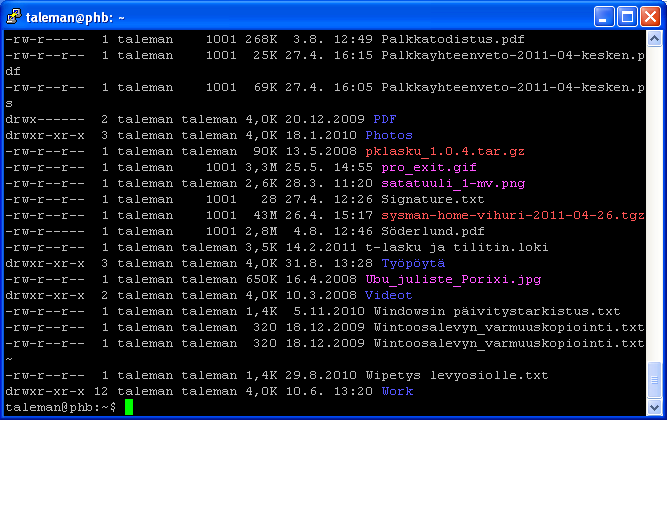 taleman@phb: ~
-rw-r----- 1 taleman 1001 268K 3.8. 12:49 Palkkatodistus.pdf
-rw-r--r-- 1 taleman 1001 25K 27.4. 16:15 Palkkayhteenveto-2011-04-kesken.p
df
-rw-r--r-- 1 taleman 1001 69K 27.4. 16:05 Palkkayhteenveto-2011-04-kesken.p
s
drwx------ 2 taleman taleman 4,0K 20.12.2009 PDF
drwxr-xr-x 3 taleman taleman 4,0K 18.1.2010 Photos
-rw-r--r-- 1 taleman taleman 90K 13.5.2008 pklasku_1.0.4.tar.gz
-rw-r--r-- 1 taleman 1001 3,3M 25.5. 14:55 pro_exit.gif
-rw-r--r-- 1 taleman taleman 2,6K 28.3. 11:20 satatuuli_1-mv.png
-rw-r--r-- 1 taleman 1001 28 27.4. 12:26 Signature.txt
-rw-r--r-- 1 taleman 1001 43M 26.4. 15:17 sysman-home-vihuri-2011-04-26.tgz
-rw-r----- 1 taleman 1001 2,8M 4.8. 12:46 Söderlund.pdf
-rw-r--r-- 1 taleman taleman 3,5K 14.2.2011 t-lasku ja tilitin.loki
drwxr-xr-x 3 taleman taleman 4,0K 31.8. 13:28 Työpöytä
-rw-r--r-- 1 taleman taleman 650K 16.4.2008 Ubu_juliste_Porixi.jpg
drwxr-xr-x 2 taleman taleman 4,0K 10.3.2008 Videot
-rw-r--r-- 1 taleman taleman 1,4K 5.11.2010 Windowsin päivitystarkistus.txt
-rw-r--r-- 1 taleman taleman 320 18.12.2009 Wintoosalevyn_varmuuskopiointi.txt
-rw-r--r-- 1 taleman taleman 320 18.12.2009 Wintoosalevyn_varmuuskopiointi.txt
~
-rw-r--r-- 1 taleman taleman 1,4K 29.8.2010 Wipetys levyosiolle.txt
drwxr-xr-x 12 taleman taleman 4,0K 10.6. 13:20 Work
taleman@phb:~$